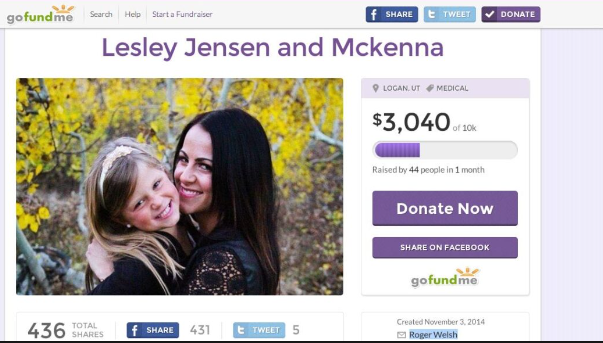 gofundme Search Help Start a Fundraiser SHARE TWEET DONATE
Lesley Jensen and Mckenna
LOGAN, UT MEDICAL
$3,040 of 10k
Raised by 44 people in 1 month
Donate Now
SHARE ON FACEBOOK
gofundme
436 TOTAL SHARES SHARE 431 TWEET 5
Created November 3, 2014
Roger Welsh